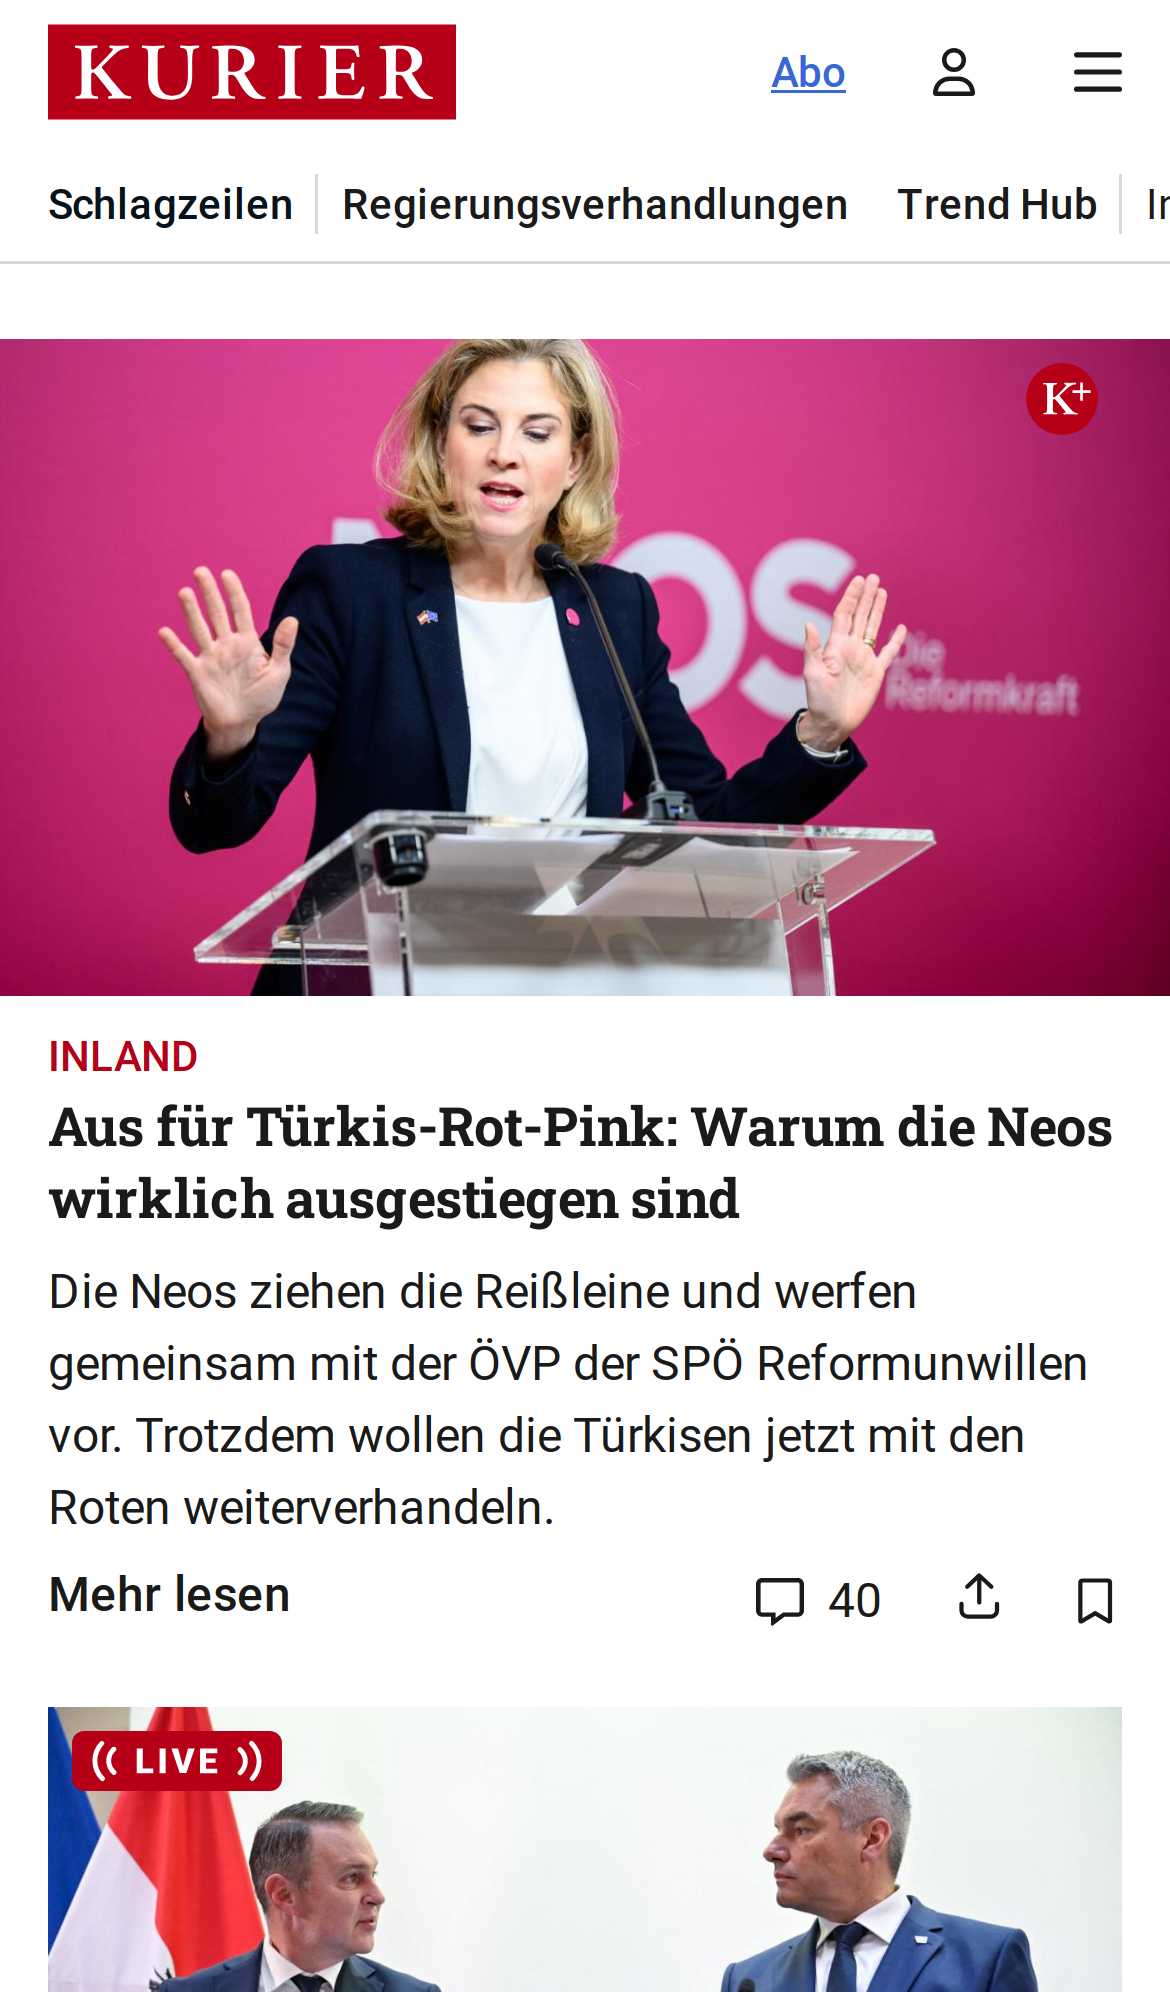 KURIER
Abo
Schlagzeilen
Regierungsverhandlungen
Trend Hub
K+
OS
Die
Reformkraft
INLAND
Aus für Türkis-Rot-Pink: Warum die Neos
wirklich ausgestiegen sind
Die Neos ziehen die Reißleine und werfen
gemeinsam mit der ÖVP der SPÖ Reformunwillen
vor. Trotzdem wollen die Türkisen jetzt mit den
Roten weiterverhandeln.
Mehr lesen
40
LIVE